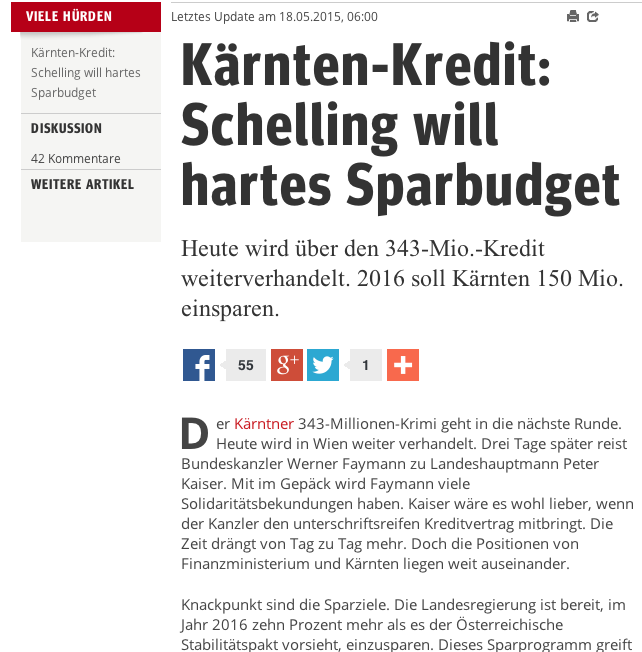 VIELE HÜRDEN
Kärnten-Kredit:
Schelling will hartes
Sparbudget
DISKUSSION
42 Kommentare
WEITERE ARTIKEL
Letztes Update am 18.05.2015, 06:00
Kärnten-Kredit:
Schelling will
hartes Sparbudget
Heute wird über den 343-Mio.-Kredit
weiterverhandelt. 2016 soll Kärnten 150 Mio.
einsparen.
f 55 g+ 1
Der Kärntner 343-Millionen-Krimi geht in die nächste Runde.
Heute wird in Wien weiter verhandelt. Drei Tage später reist
Bundeskanzler Werner Faymann zu Landeshauptmann Peter
Kaiser. Mit im Gepäck wird Faymann viele
Solidaritätsbekundungen haben. Kaiser wäre es wohl lieber, wenn
der Kanzler den unterschriftsreifen Kreditvertrag mitbringt. Die
Zeit drängt von Tag zu Tag mehr. Doch die Positionen von
Finanzministerium und Kärnten liegen weit auseinander.
Knackpunkt sind die Sparziele. Die Landesregierung ist bereit, im
Jahr 2016 zehn Prozent mehr als es der Österreichische
Stabilitätspakt vorsieht, einzusparen. Dieses Sparprogramm greift